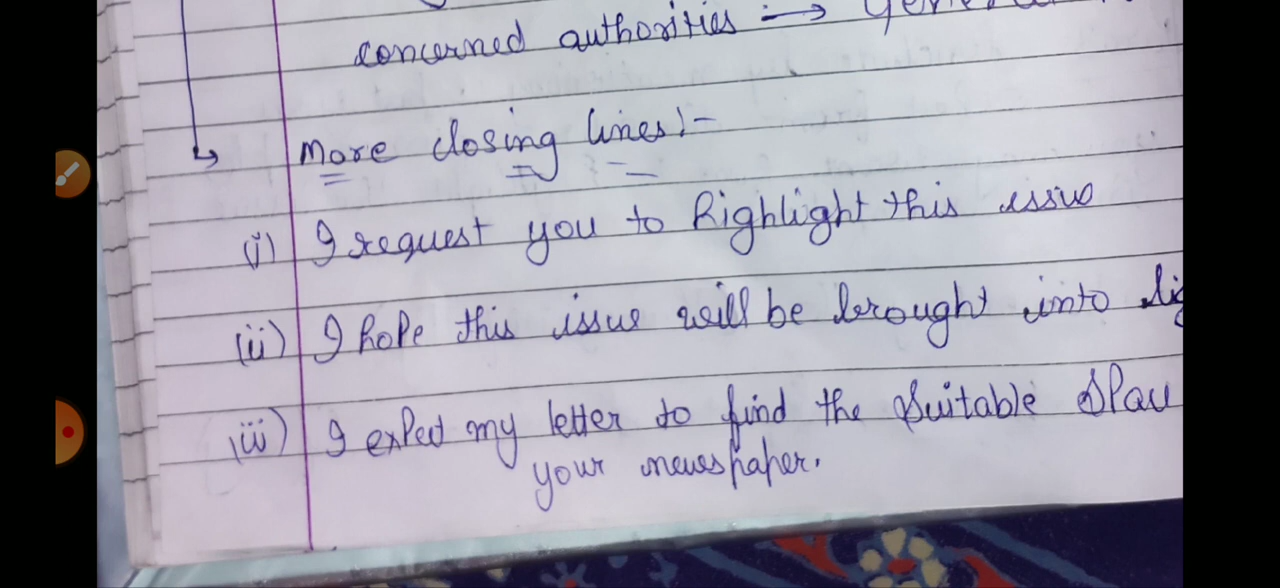 concerned authorities →
More closing lines:-
(i) I request you to highlight this issue
(ii) I hope this issue will be brought into
(iii) I expect my letter to find the suitable
your newspaper.